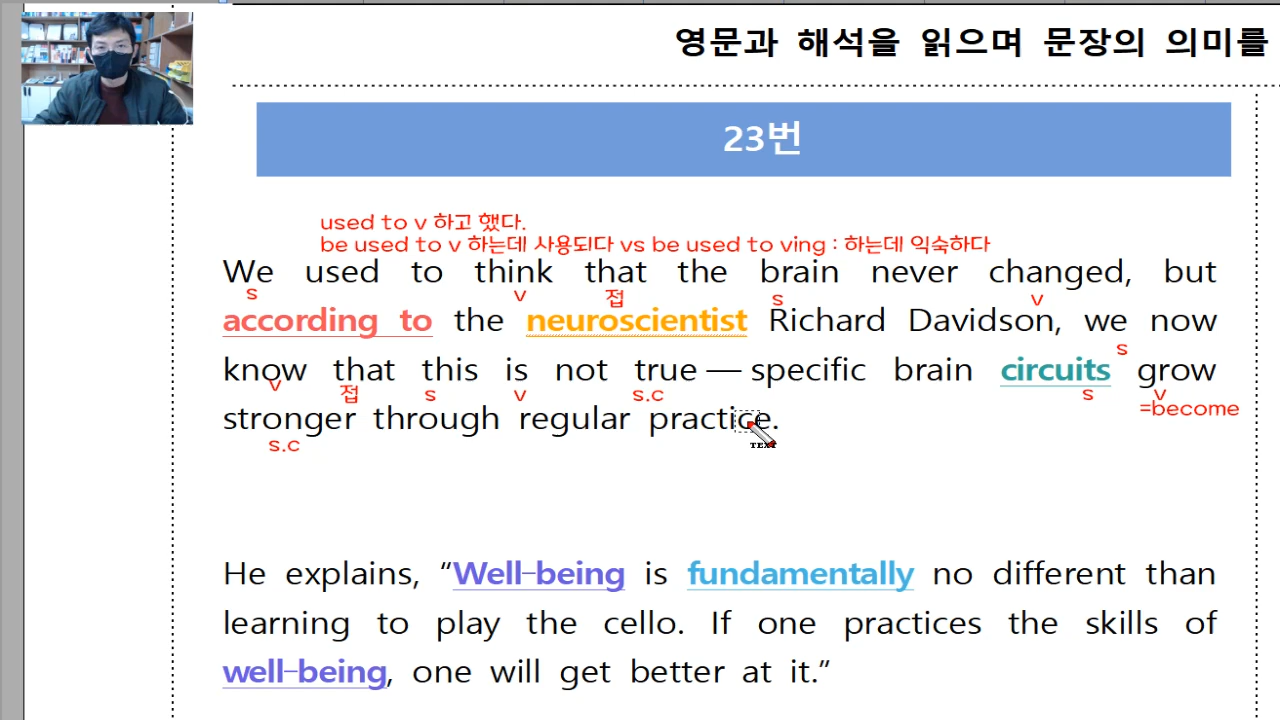 영문과 해석을 읽으며 문장의 의미를
23번
used to v 하고 했다.
be used to v 하는데 사용되다 vs be used to ving : 하는데 익숙하다
We used to think that the brain never changed, but
s v 접 s v
according to the neuroscientist Richard Davidson, we now
s
know that this is not true — specific brain circuits grow
v 접 s v s.c s v
=become
stronger through regular practice.
s.c
TEXT
He explains, “Well-being is fundamentally no different than
learning to play the cello. If one practices the skills of
well-being, one will get better at it.”